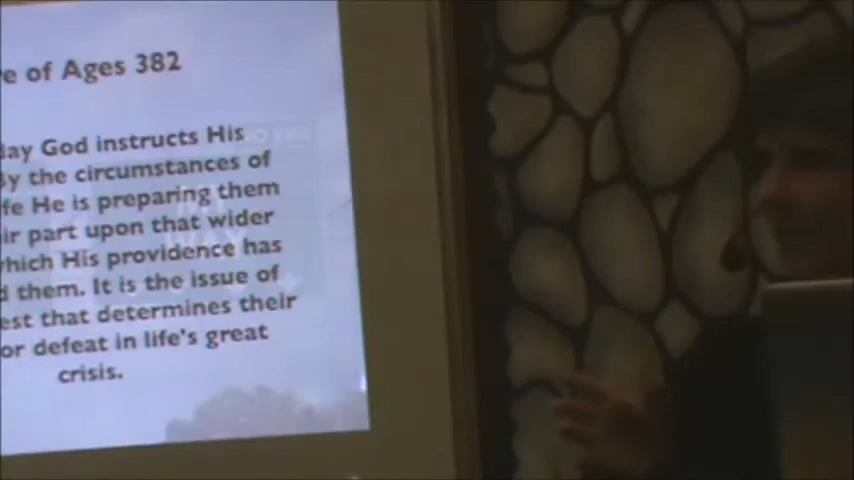 e of Ages 382
day God instructs His
By the circumstances of
fe He is preparing them
ir part upon that wider
which His providence has
d them. It is the issue of
est that determines their
or defeat in life's great
crisis.